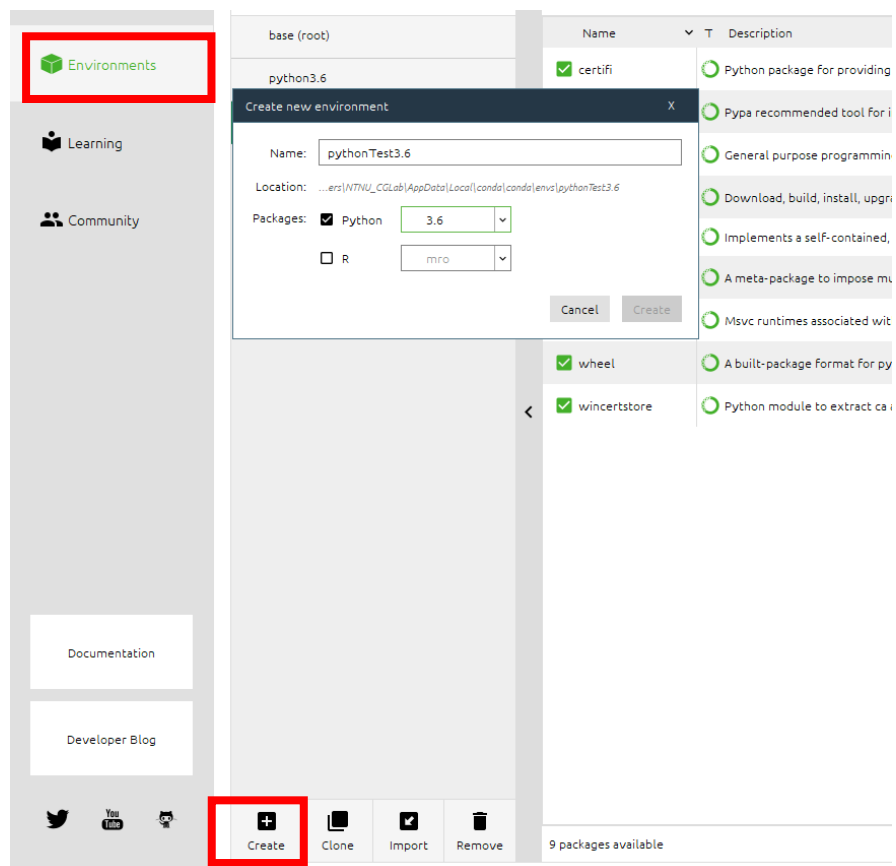 Environments
Learning
Community
Documentation
Developer Blog
You
Tube
base (root)
python3.6
Create new environment X
Name: pythonTest3.6
Location: ...ers\NTNU_CGLab\AppData\Local\conda\conda\envs\pythonTest3.6
Packages: Python 3.6
R mro
Cancel Create
Create Clone Import Remove
Name T Description
certifi Python package for providing
Pypa recommended tool for i
General purpose programmin
Download, build, install, upgra
Implements a self-contained,
A meta-package to impose mu
Msvc runtimes associated wit
wheel A built-package format for py
wincertstore Python module to extract ca
9 packages available